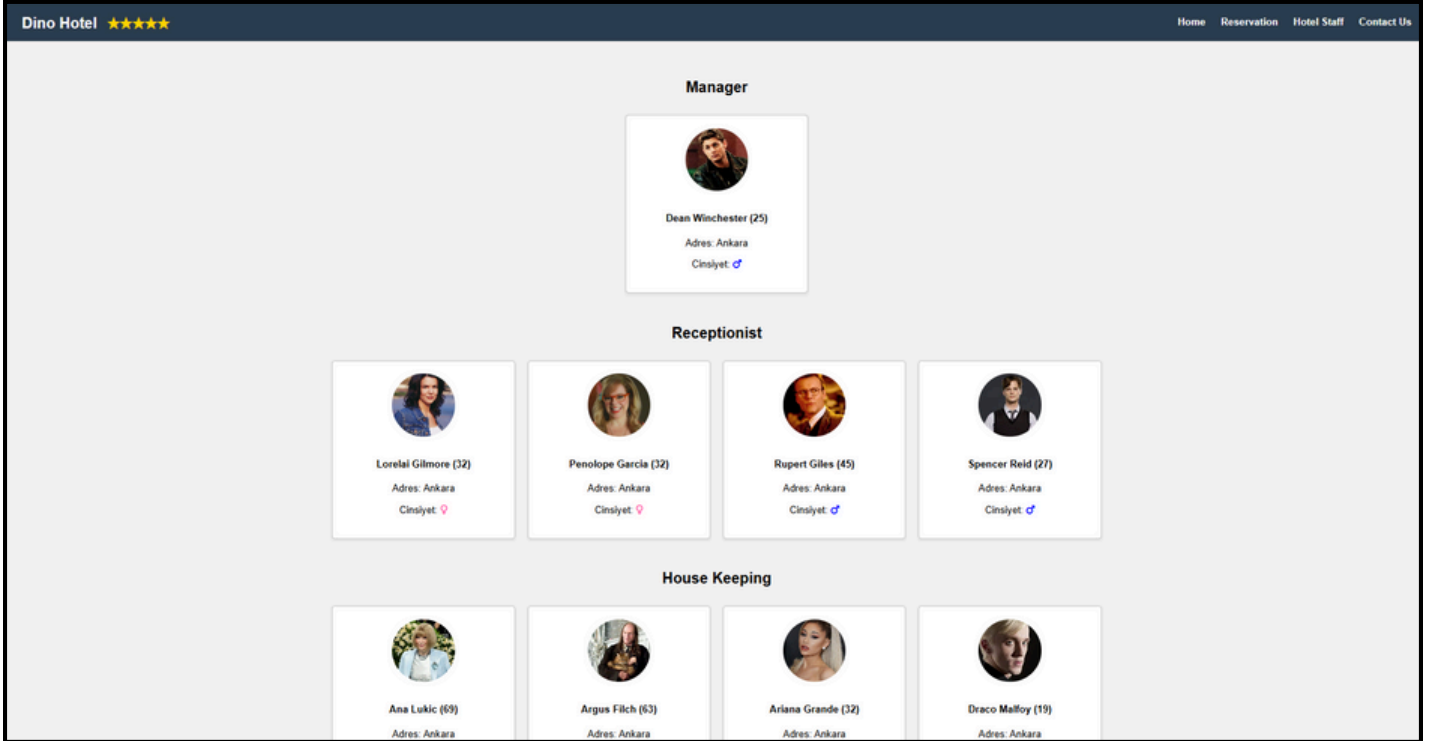 Dino Hotel ★★★★★ Home Reservation Hotel Staff Contact Us
Manager
Dean Winchester (25)
Adres: Ankara
Cinsiyet: ♂
Receptionist
Lorelai Gilmore (32)
Adres: Ankara
Cinsiyet: ♀
Penolope Garcia (32)
Adres: Ankara
Cinsiyet: ♀
Rupert Giles (45)
Adres: Ankara
Cinsiyet: ♂
Spencer Reid (27)
Adres: Ankara
Cinsiyet: ♂
House Keeping
Ana Lukic (69)
Adres: Ankara
Argus Filch (63)
Adres: Ankara
Ariana Grande (32)
Adres: Ankara
Draco Malfoy (19)
Adres: Ankara